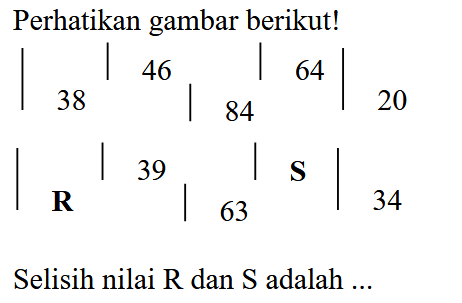 Perhatikan gambar berikut!
46 64
38 84 20
39 S
R 63 34
Selisih nilai R dan S adalah ...